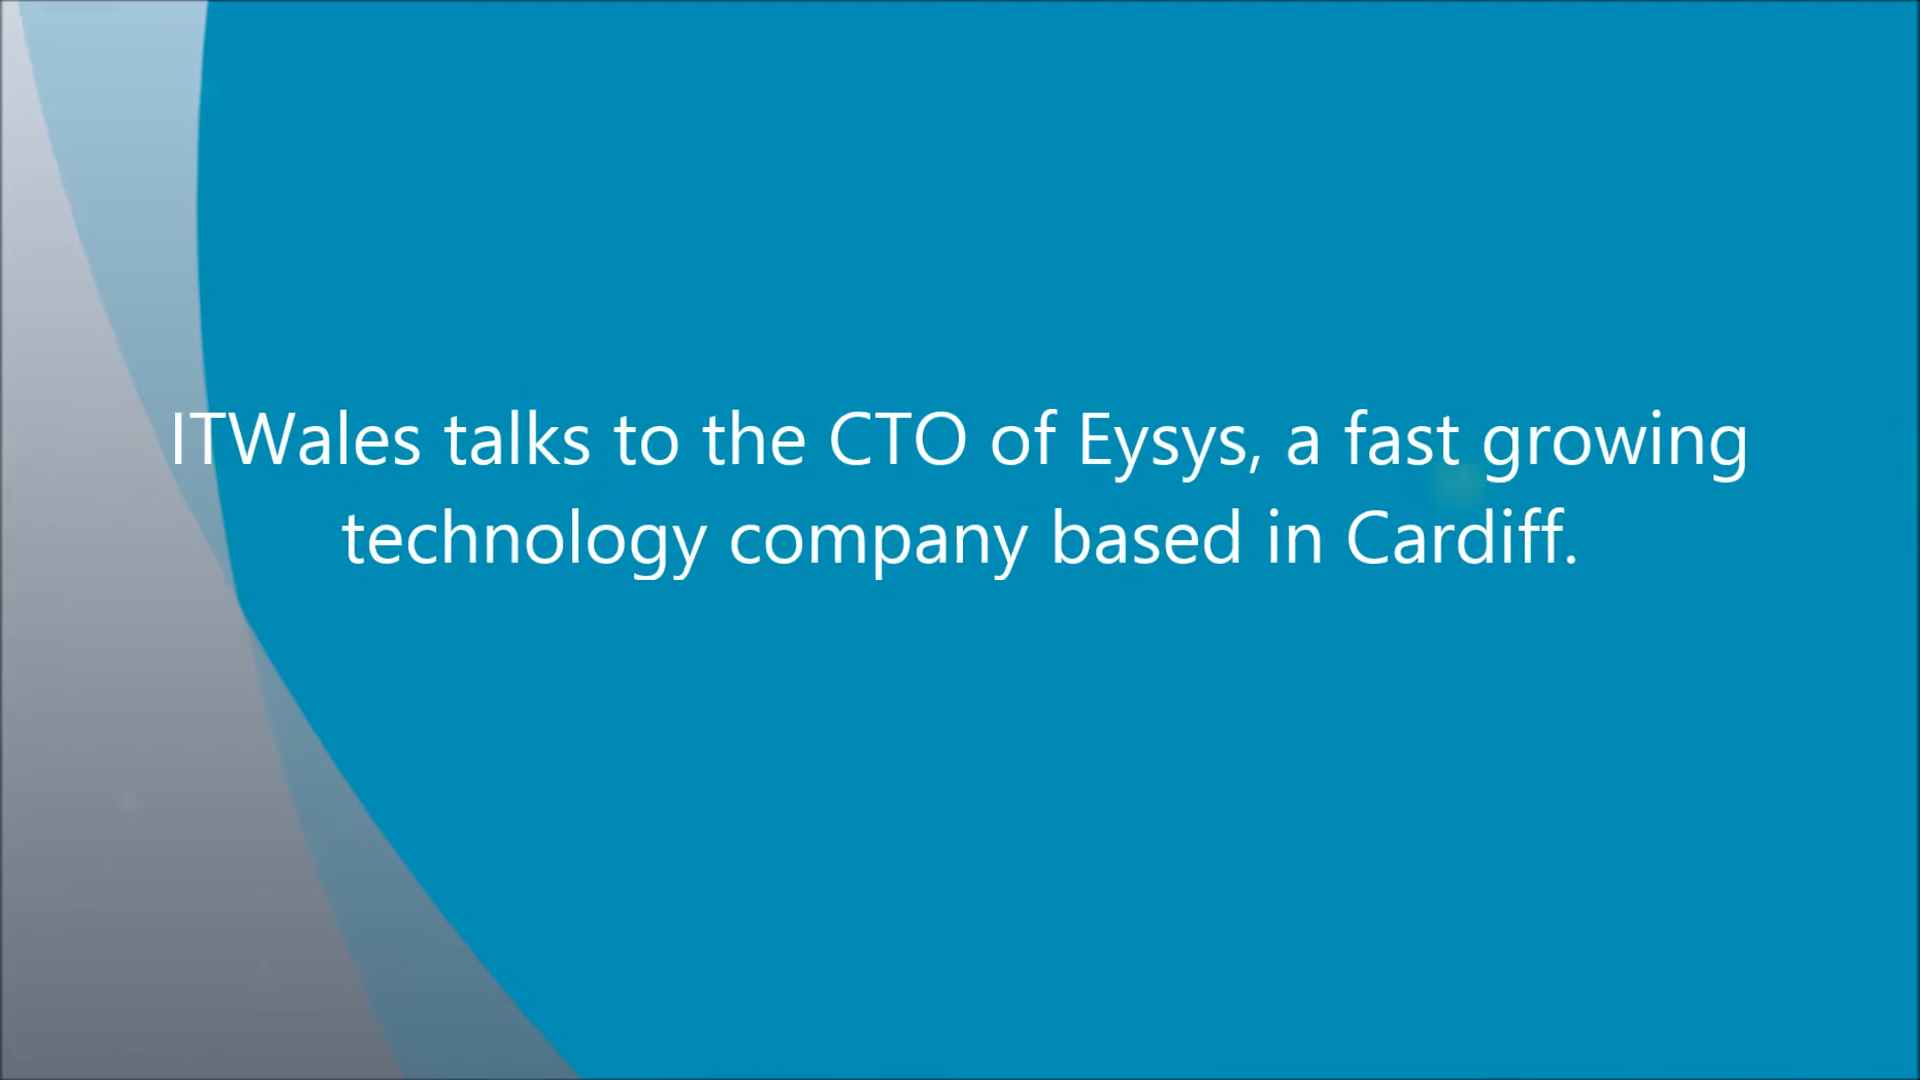 ITWales talks to the CTO of Eysys, a fast growing
technology company based in Cardiff.